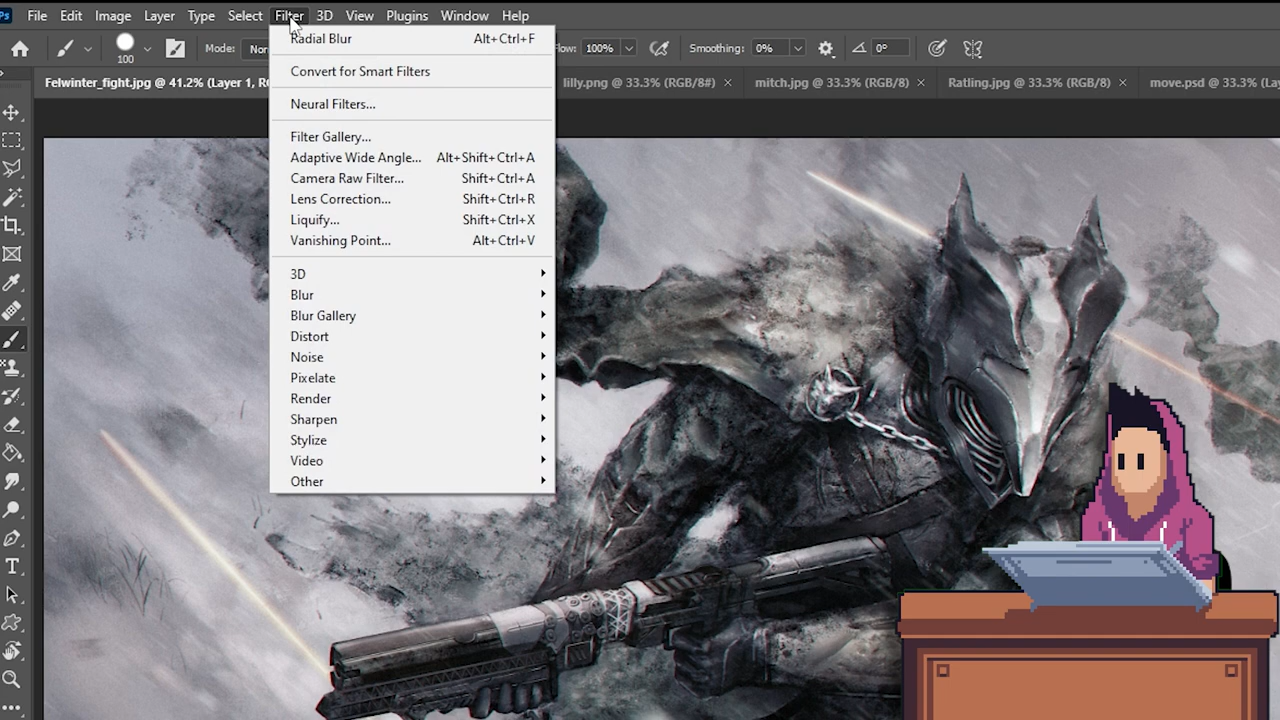 Ps File Edit Image Layer Type Select Filter 3D View Plugins Window Help
100 Mode: Flow: 100% Smoothing: 0% 0°
Felwinter_fight.jpg @ 41.2% (Layer 1, lilly.png @ 33.3% (RGB/8#) × mitch.jpg @ 33.3% (RGB/8) × Ratling.jpg @ 33.3% (RGB/8) × move.psd @ 33.3%
Radial Blur Alt+Ctrl+F
Convert for Smart Filters
Neural Filters...
Filter Gallery...
Adaptive Wide Angle... Alt+Shift+Ctrl+A
Camera Raw Filter... Shift+Ctrl+A
Lens Correction... Shift+Ctrl+R
Liquify... Shift+Ctrl+X
Vanishing Point... Alt+Ctrl+V
3D
Blur
Blur Gallery
Distort
Noise
Pixelate
Render
Sharpen
Stylize
Video
Other
T